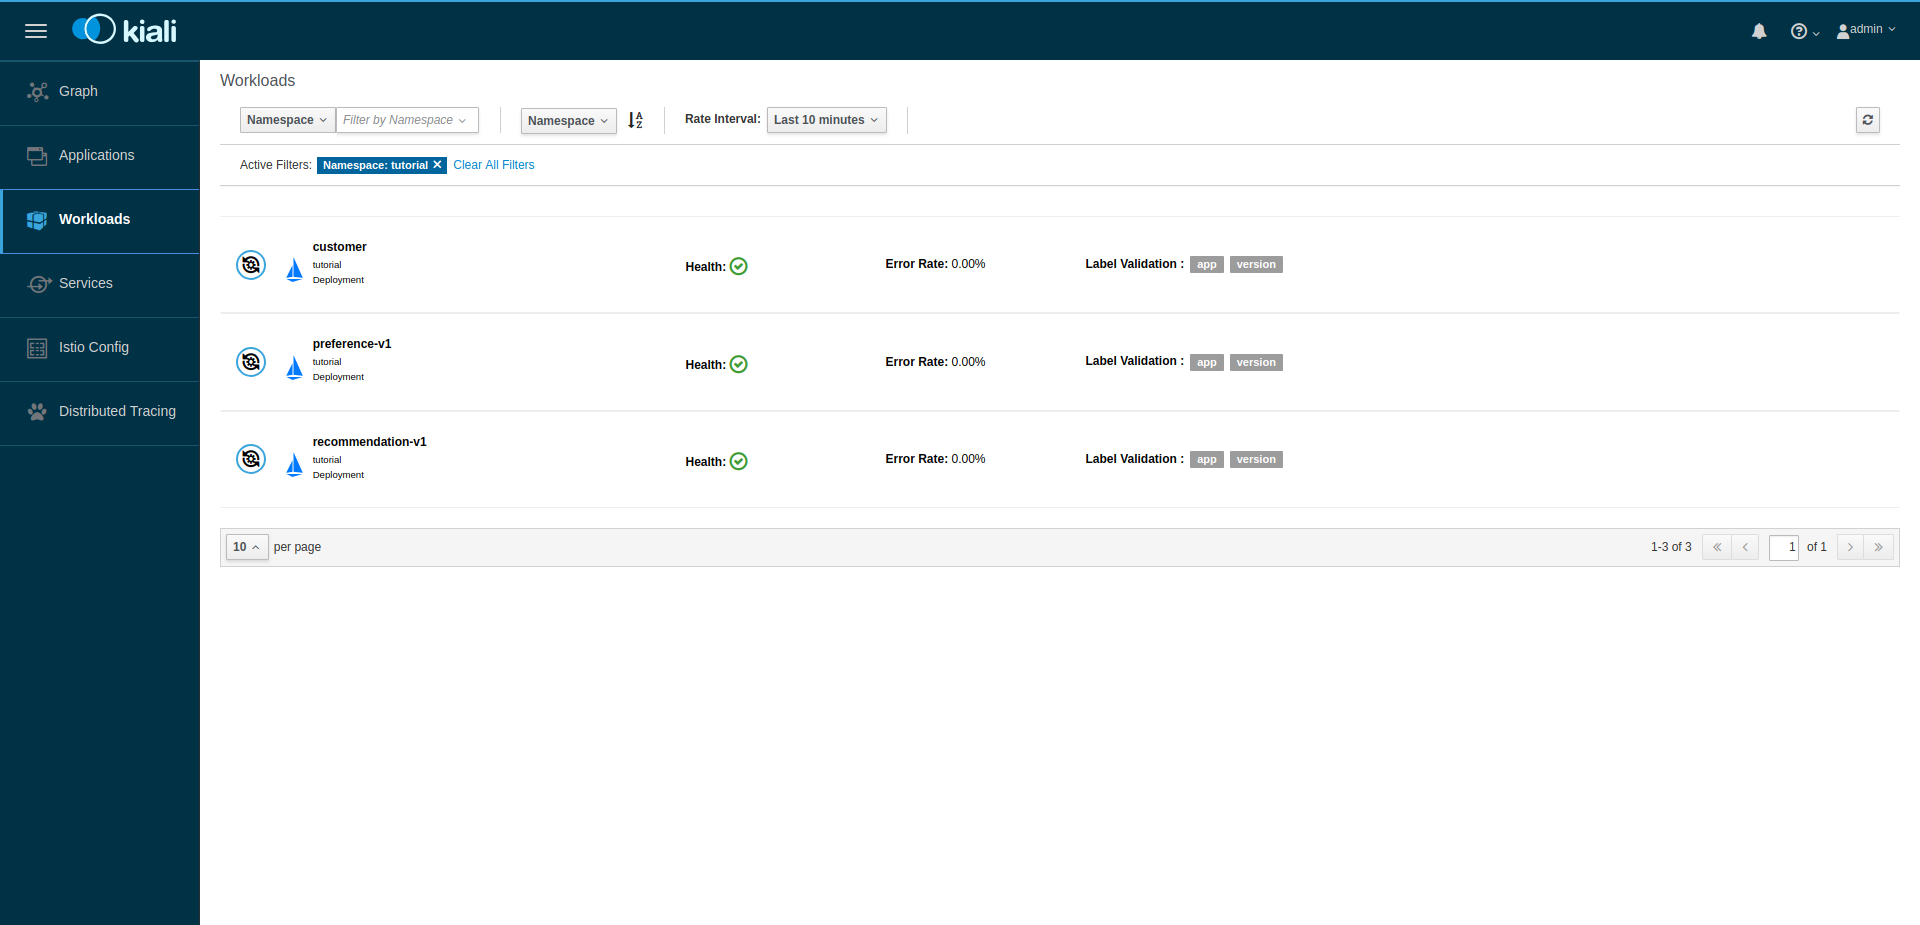 kiali
admin
Graph
Applications
Workloads
Services
Istio Config
Distributed Tracing
Workloads
Namespace Filter by Namespace Namespace A Z Rate Interval: Last 10 minutes
Active Filters: Namespace: tutorial Clear All Filters
customer
tutorial
Deployment
Health: Error Rate: 0.00% Label Validation : app version
preference-v1
tutorial
Deployment
Health: Error Rate: 0.00% Label Validation : app version
recommendation-v1
tutorial
Deployment
Health: Error Rate: 0.00% Label Validation : app version
10 per page 1-3 of 3 1 of 1